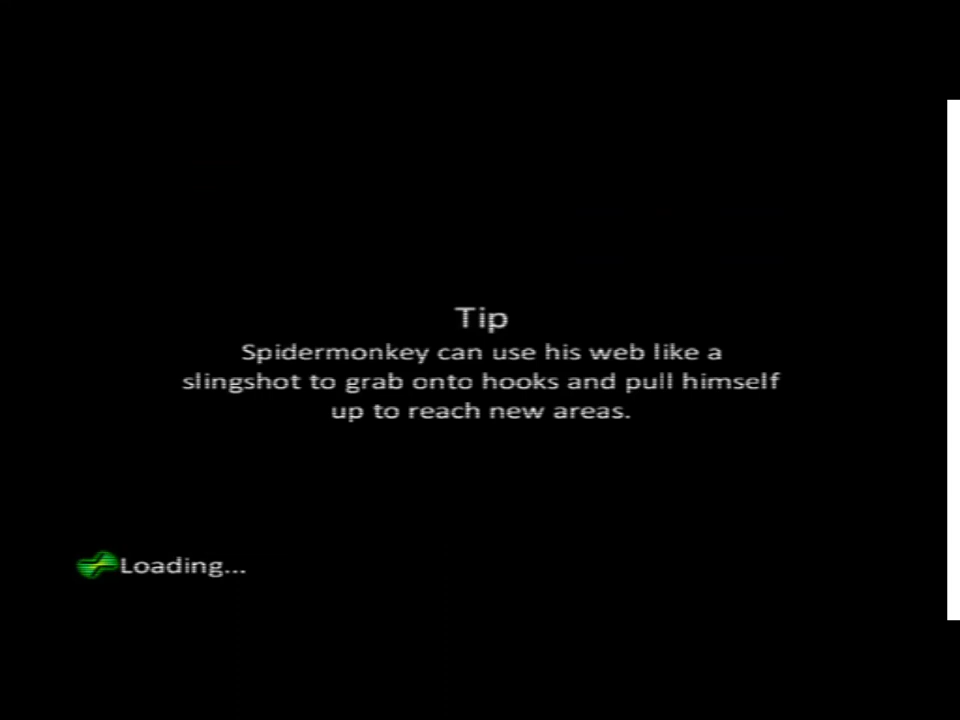 Tip
Spidermonkey can use his web like a
slingshot to grab onto hooks and pull himself
up to reach new areas.
Loading...